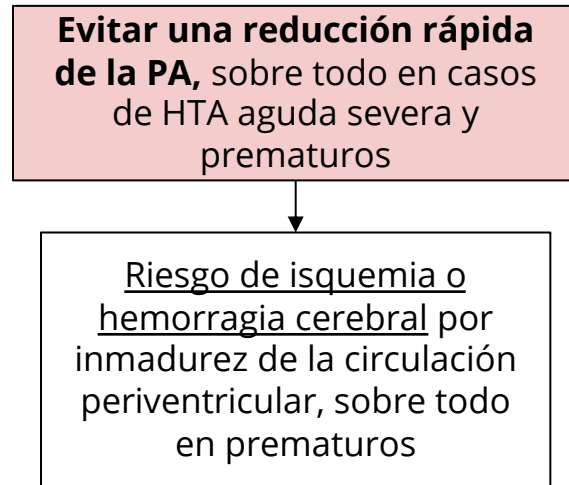 Evitar una reducción rápida
de la PA, sobre todo en casos
de HTA aguda severa y
prematuros
Riesgo de isquemia o
hemorragia cerebral por
inmadurez de la circulación
periventricular, sobre todo
en prematuros